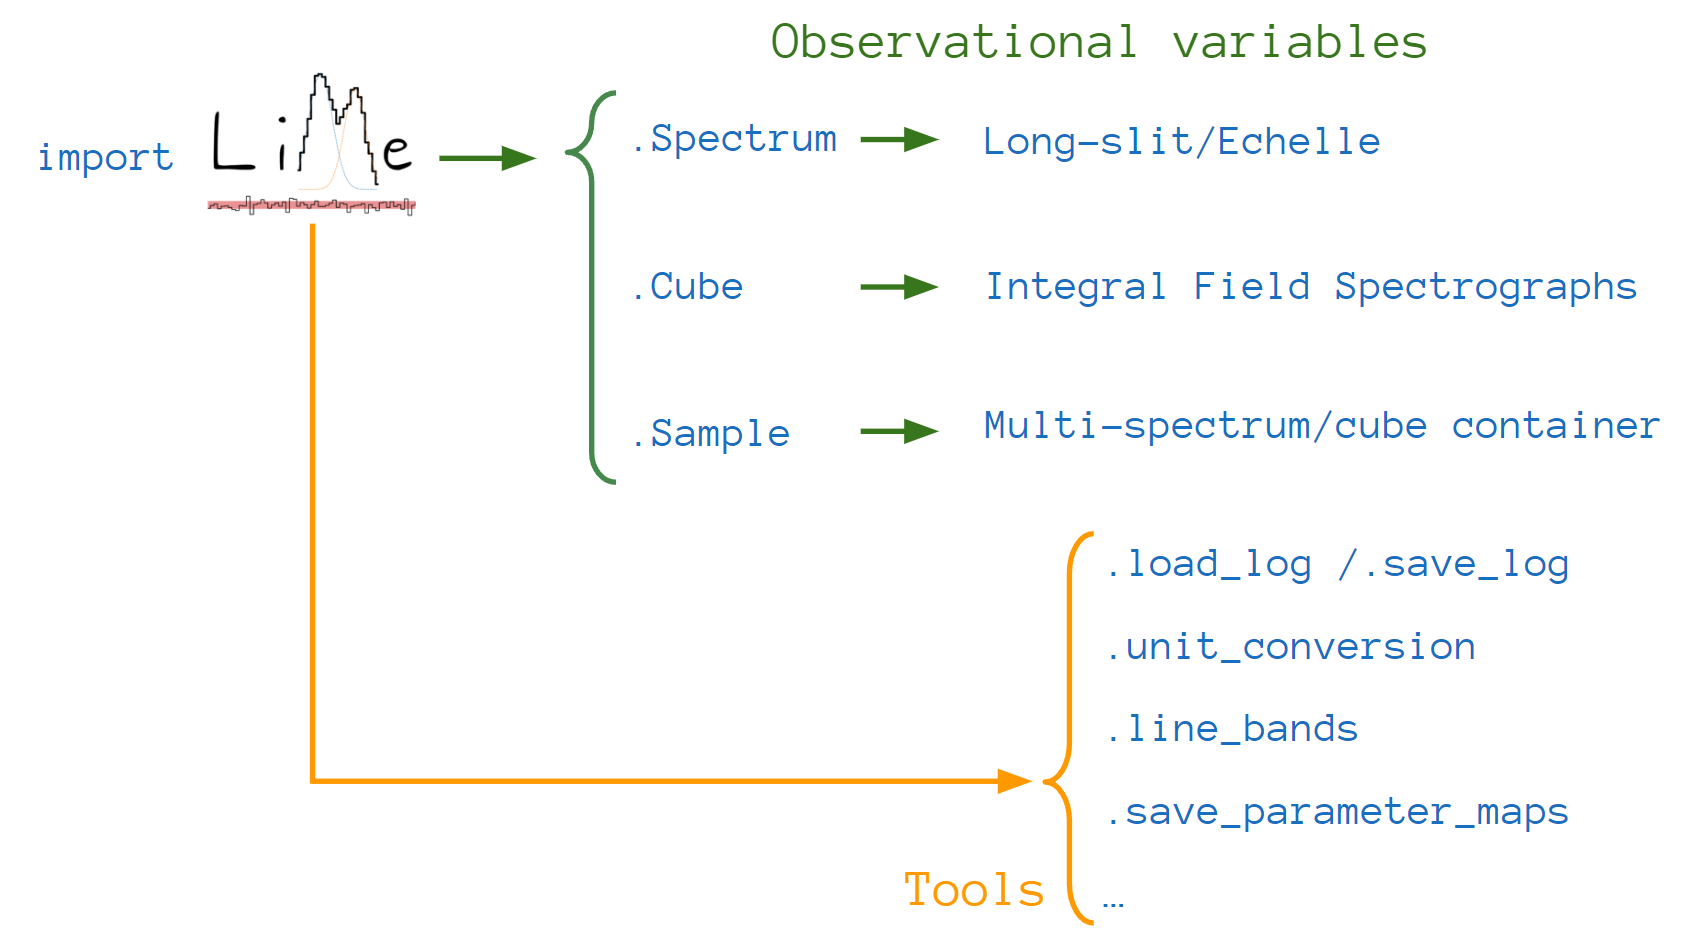 Observational variables
import LiMe
.Spectrum
Long-slit/Echelle
.Cube
Integral Field Spectrographs
.Sample
Multi-spectrum/cube container
.load_log /.save_log
.unit_conversion
.line_bands
.save_parameter_maps
…
Tools